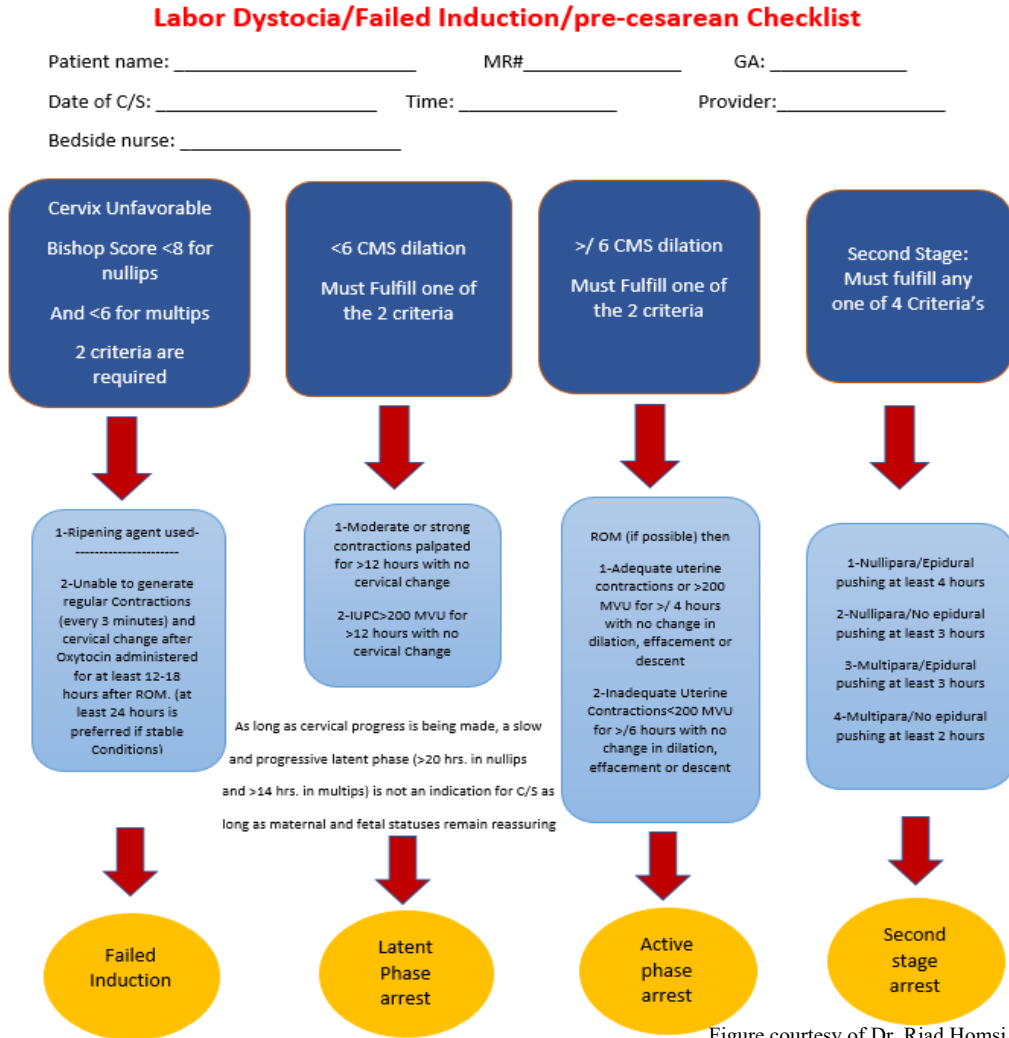 Labor Dystocia/Failed Induction/pre-cesarean Checklist
Patient name: ________________________ MR#________________ GA: ______________
Date of C/S: ______________________ Time: ________________ Provider:_________________
Bedside nurse: ______________________
Cervix Unfavorable
Bishop Score <8 for
nullips
And <6 for multips
2 criteria are
required
<6 CMS dilation
Must Fulfill one of
the 2 criteria
>/ 6 CMS dilation
Must Fulfill one of
the 2 criteria
Second Stage:
Must fulfill any
one of 4 Criteria's
1-Ripening agent used-
----------------------
2-Unable to generate
regular Contractions
(every 3 minutes) and
cervical change after
Oxytocin administered
for at least 12-18
hours after ROM. (at
least 24 hours is
preferred if stable
Conditions)
1-Moderate or strong
contractions palpated
for >12 hours with no
cervical change
2-IUPC>200 MVU for
>12 hours with no
cervical Change
As long as cervical progress is being made, a slow
and progressive latent phase (>20 hrs. in nullips
and >14 hrs. in multips) is not an indication for C/S as
long as maternal and fetal statuses remain reassuring
ROM (if possible) then
1-Adequate uterine
contractions or >200
MVU for >/ 4 hours
with no change in
dilation, effacement or
descent
2-Inadequate Uterine
Contractions<200 MVU
for >/6 hours with no
change in dilation,
effacement or descent
1-Nullipara/Epidural
pushing at least 4 hours
2-Nullipara/No epidural
pushing at least 3 hours
3-Multipara/Epidural
pushing at least 3 hours
4-Multipara/No epidural
pushing at least 2 hours
Failed
Induction
Latent
Phase
arrest
Active
phase
arrest
Second
stage
arrest
Figure courtesy of Dr. Riad Homsi